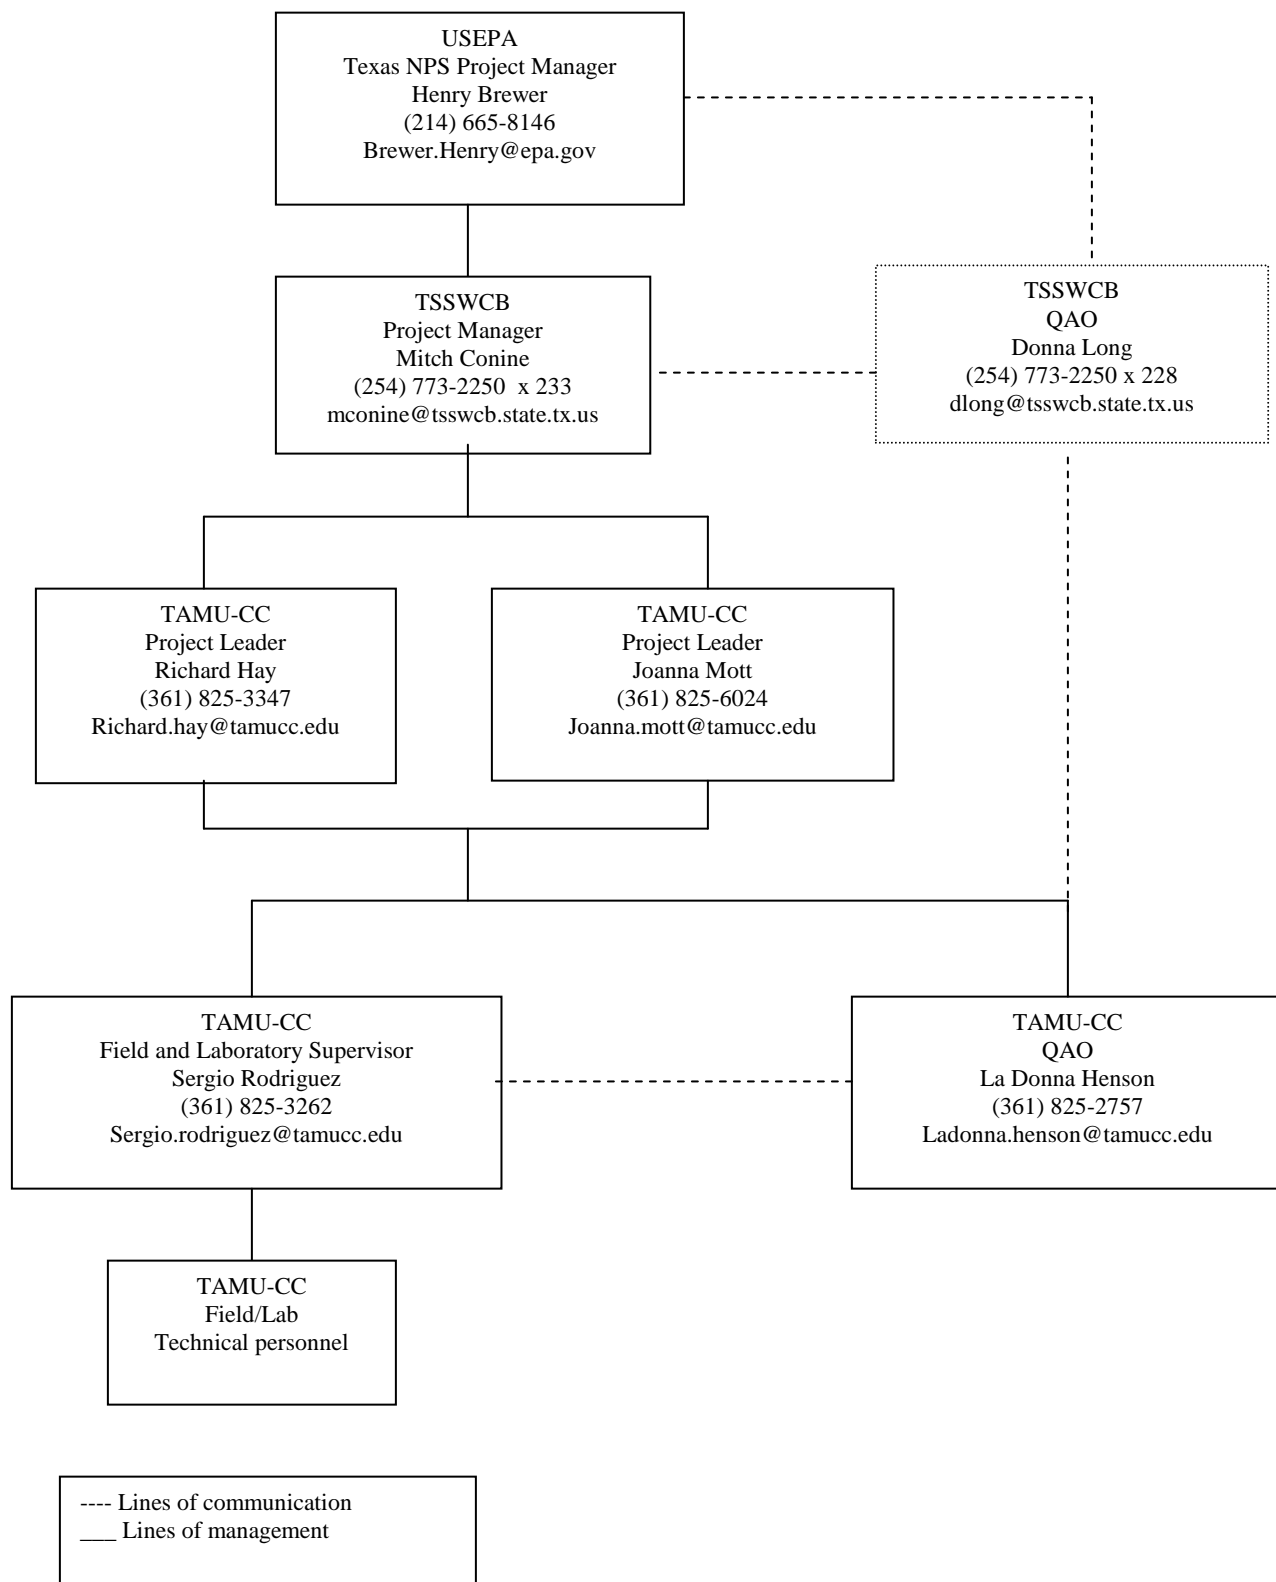 USEPA
Texas NPS Project Manager
Henry Brewer
(214) 665-8146
Brewer.Henry@epa.gov
TSSWCB
Project Manager
Mitch Conine
(254) 773-2250 x 233
mconine@tsswcb.state.tx.us
TSSWCB
QAO
Donna Long
(254) 773-2250 x 228
dlong@tsswcb.state.tx.us
TAMU-CC
Project Leader
Richard Hay
(361) 825-3347
Richard.hay@tamucc.edu
TAMU-CC
Project Leader
Joanna Mott
(361) 825-6024
Joanna.mott@tamucc.edu
TAMU-CC
Field and Laboratory Supervisor
Sergio Rodriguez
(361) 825-3262
Sergio.rodriguez@tamucc.edu
TAMU-CC
QAO
La Donna Henson
(361) 825-2757
Ladonna.henson@tamucc.edu
TAMU-CC
Field/Lab
Technical personnel
---- Lines of communication
___ Lines of management